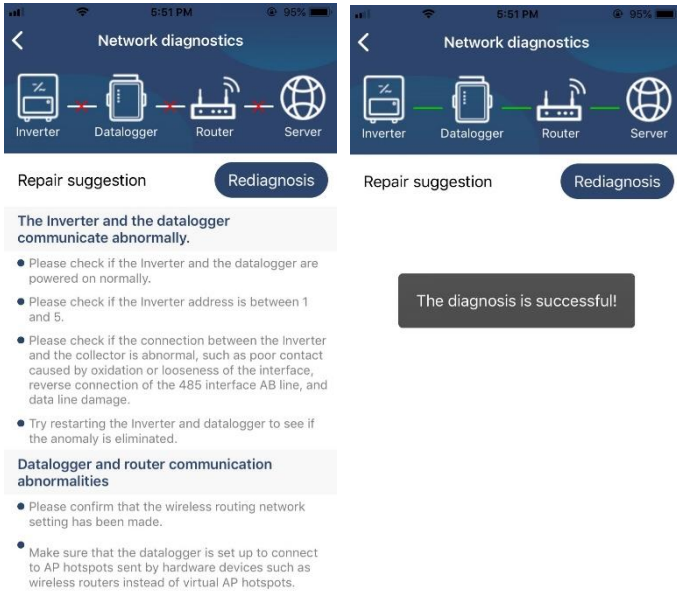 5:51 PM
95%
Network diagnostics
Inverter
Datalogger
Router
Server
Repair suggestion
Rediagnosis
The Inverter and the datalogger
communicate abnormally.
Please check if the Inverter and the datalogger are
powered on normally.
Please check if the Inverter address is between 1
and 5.
Please check if the connection between the Inverter
and the collector is abnormal, such as poor contact
caused by oxidation or looseness of the interface,
reverse connection of the 485 interface AB line, and
data line damage.
Try restarting the Inverter and datalogger to see if
the anomaly is eliminated.
Datalogger and router communication
abnormalities
Please confirm that the wireless routing network
setting has been made.
Make sure that the datalogger is set up to connect
to AP hotspots sent by hardware devices such as
wireless routers instead of virtual AP hotspots.
5:51 PM
95%
Network diagnostics
Inverter
Datalogger
Router
Server
Repair suggestion
Rediagnosis
The diagnosis is successful!